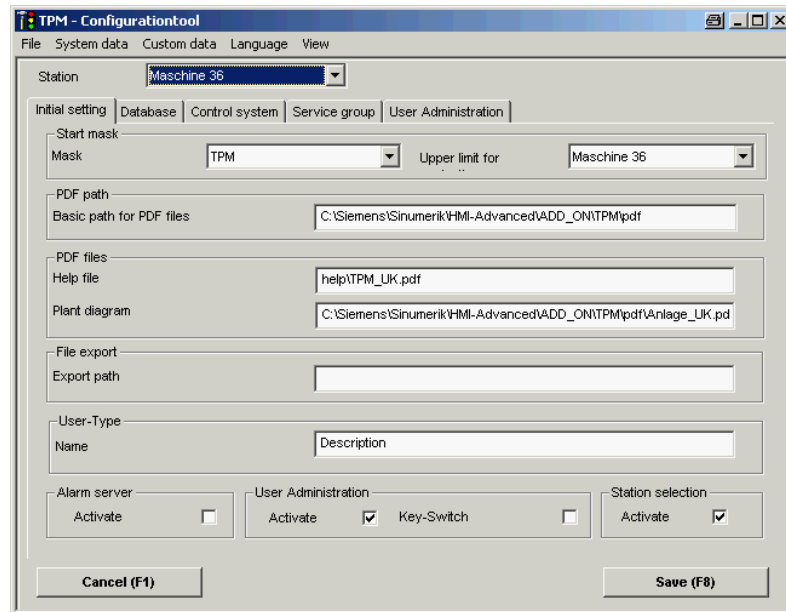 TPM - Configurationtool
File System data Custom data Language View
Station Maschine 36
Initial setting Database Control system Service group User Administration
Start mask
Mask TPM Upper limit for Maschine 36
PDF path
Basic path for PDF files C:\Siemens\Sinumerik\HMI-Advanced\ADD_ON\TPM\pdf
PDF files
Help file help\TPM_UK.pdf
Plant diagram C:\Siemens\Sinumerik\HMI-Advanced\ADD_ON\TPM\pdf\Anlage_UK.pd
File export
Export path
User-Type
Name Description
Alarm server User Administration Station selection
Activate Activate Key-Switch Activate
Cancel (F1) Save (F8)